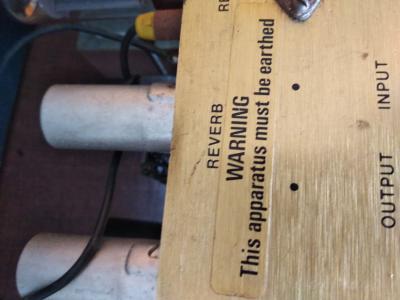 REVERB
WARNING
This apparatus must be earthed
OUTPUT
INPUT